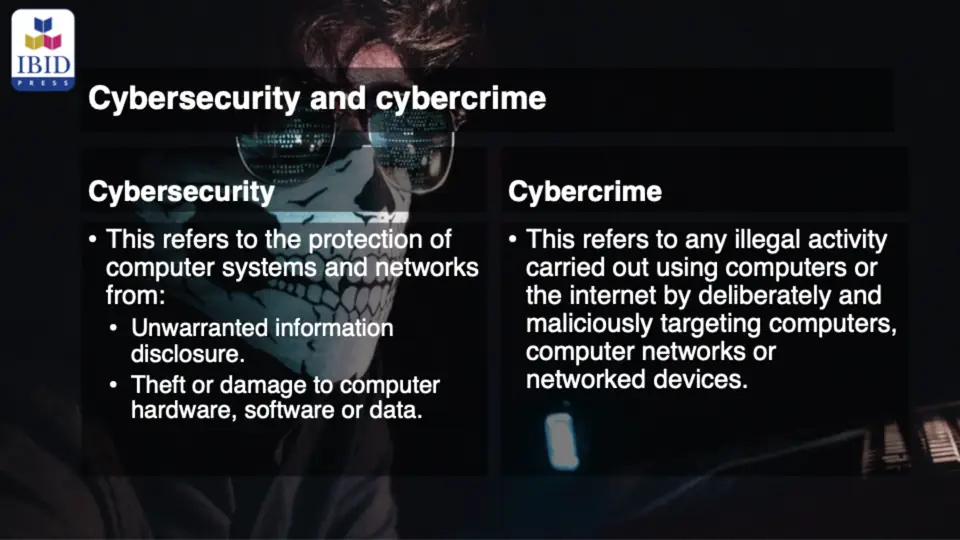 IBID
PRESS
Cybersecurity and cybercrime
Cybersecurity
• This refers to the protection of
computer systems and networks
from:
• Unwarranted information
disclosure.
• Theft or damage to computer
hardware, software or data.
Cybercrime
• This refers to any illegal activity
carried out using computers or
the internet by deliberately and
maliciously targeting computers,
computer networks or
networked devices.